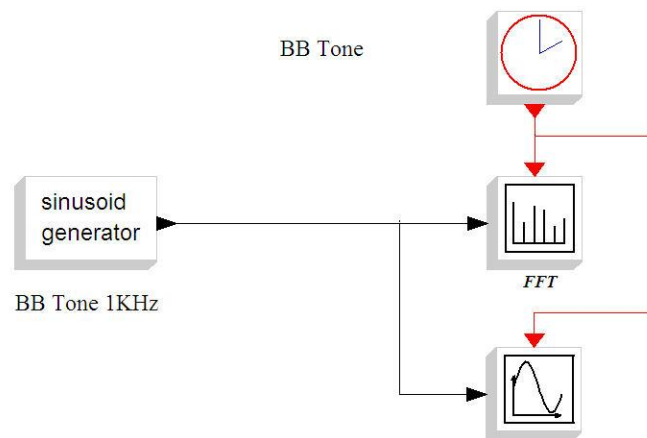 BB Tone
sinusoid
generator
FFT
BB Tone 1KHz